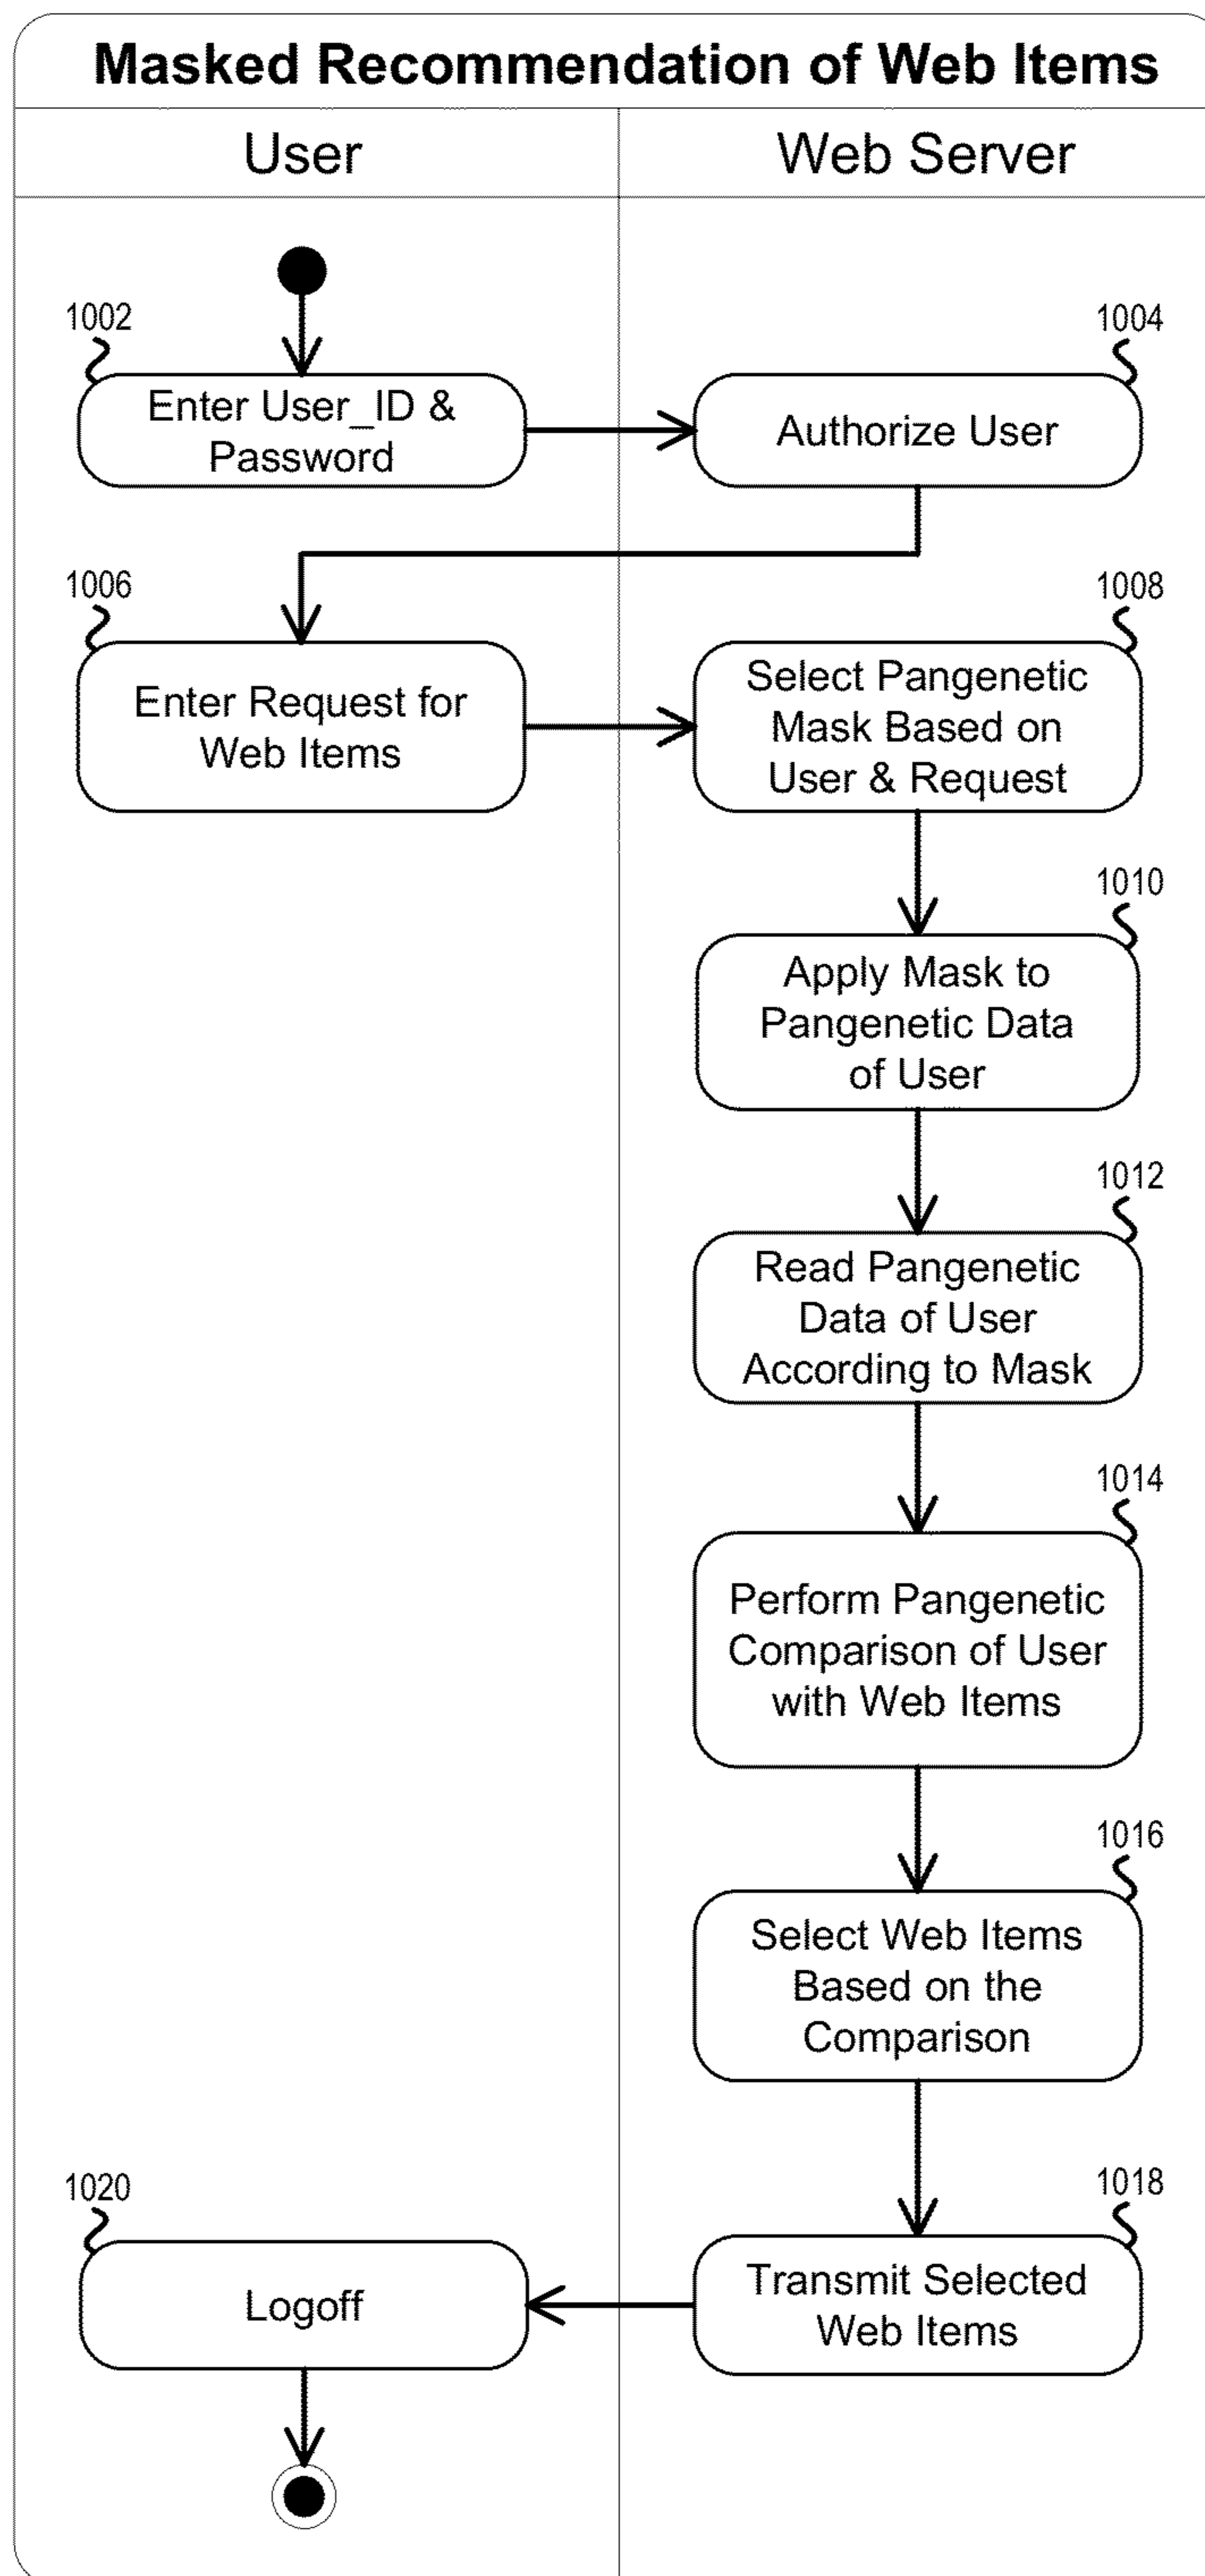 Masked Recommendation of Web Items
User
Web Server
1002
Enter User_ID &
Password
1004
Authorize User
1006
Enter Request for
Web Items
1008
Select Pangenetic
Mask Based on
User & Request
1010
Apply Mask to
Pangenetic Data
of User
1012
Read Pangenetic
Data of User
According to Mask
1014
Perform Pangenetic
Comparison of User
with Web Items
1016
Select Web Items
Based on the
Comparison
1018
Transmit Selected
Web Items
1020
Logoff